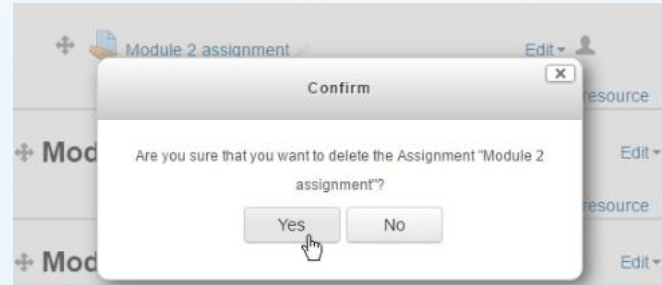 Module 2 assignment Edit
Confirm
resource
Mod Edit
Are you sure that you want to delete the Assignment "Module 2
assignment"?
resource
Yes No
Mod Edit